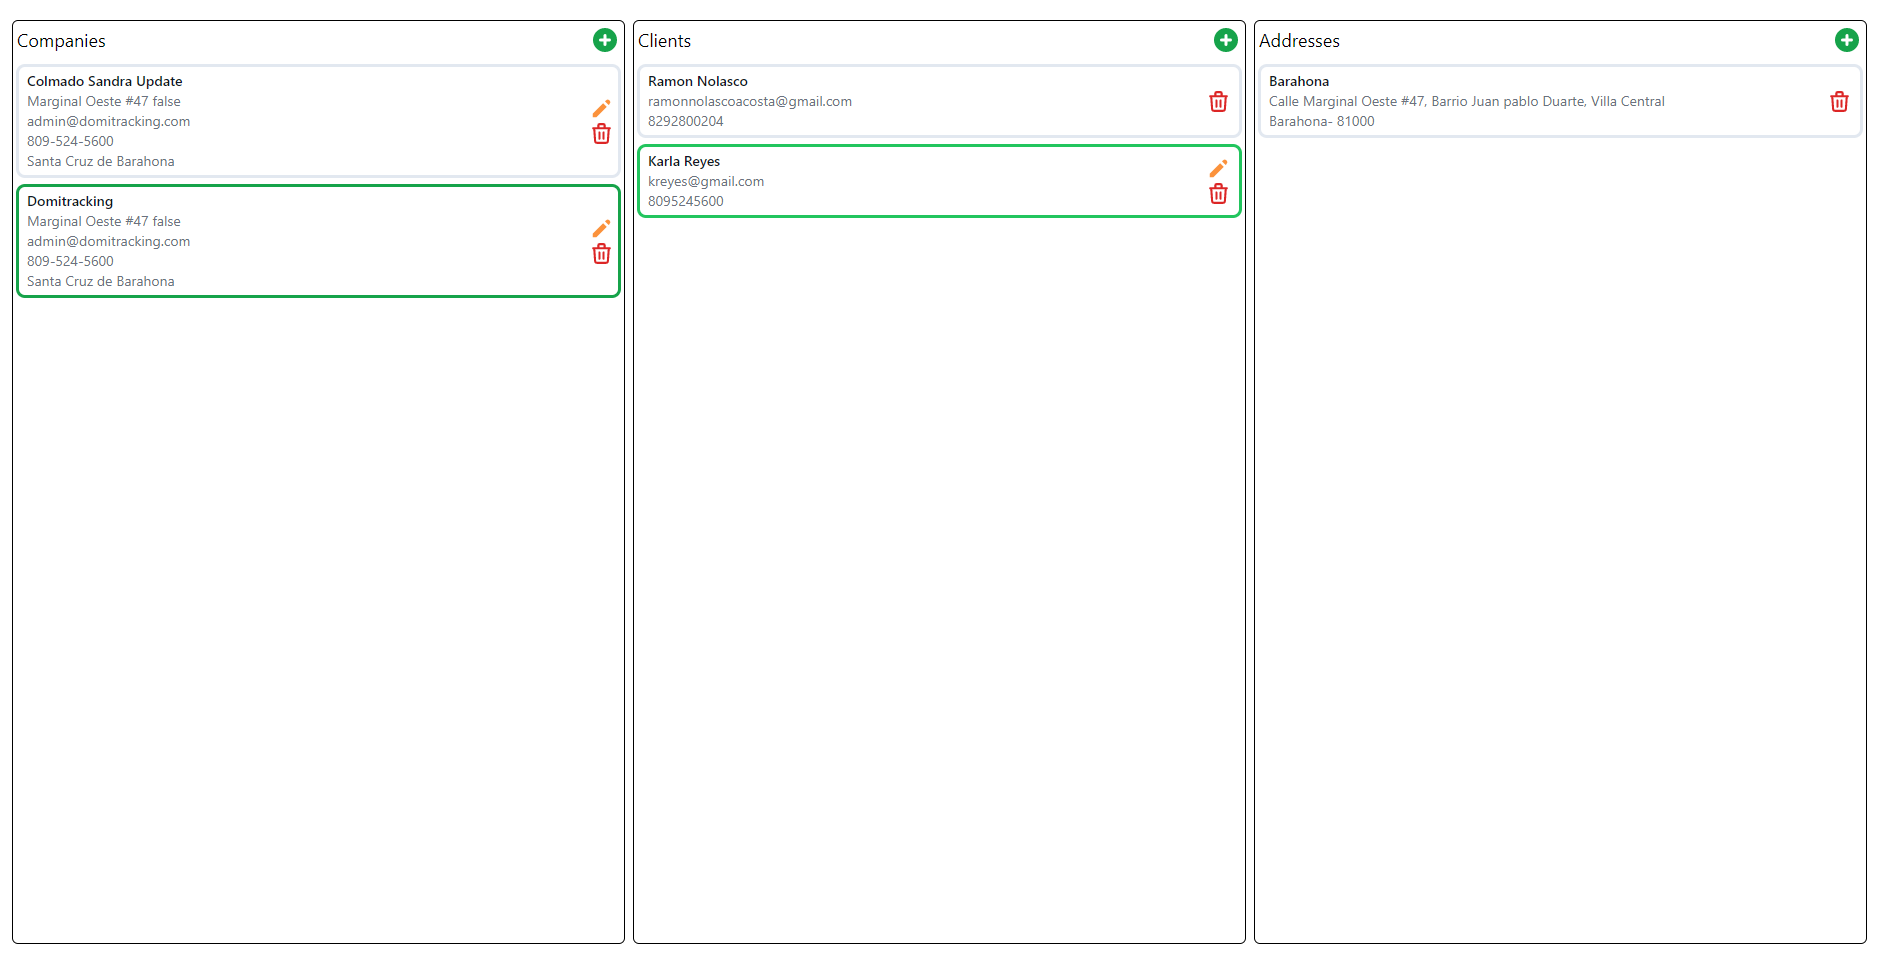 Companies
Colmado Sandra Update
Marginal Oeste #47 false
admin@domitracking.com
809-524-5600
Santa Cruz de Barahona
Domitracking
Marginal Oeste #47 false
admin@domitracking.com
809-524-5600
Santa Cruz de Barahona
Clients
Ramon Nolasco
ramonnolascoacosta@gmail.com
8292800204
Karla Reyes
kreyes@gmail.com
8095245600
Addresses
Barahona
Calle Marginal Oeste #47, Barrio Juan pablo Duarte, Villa Central
Barahona- 81000